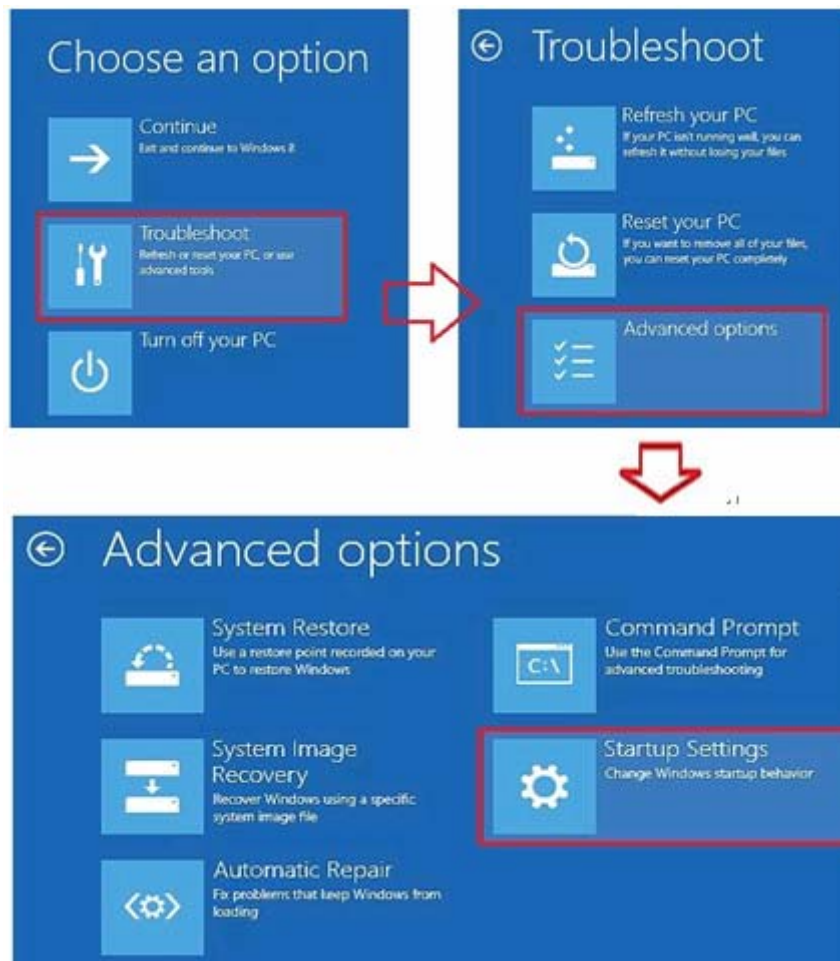 Choose an option
Continue
Exit and continue to Windows 8
Troubleshoot
Refresh or reset your PC, or use
advanced tools
Turn off your PC
Troubleshoot
Refresh your PC
If your PC isn't running well, you can
refresh it without losing your files
Reset your PC
If you want to remove all of your files,
you can reset your PC completely
Advanced options
Advanced options
System Restore
Use a restore point recorded on your
PC to restore Windows
System Image
Recovery
Recover Windows using a specific
system image file
Automatic Repair
Fix problems that keep Windows from
loading
Command Prompt
Use the Command Prompt for
advanced troubleshooting
C:\
Startup Settings
Change Windows startup behavior